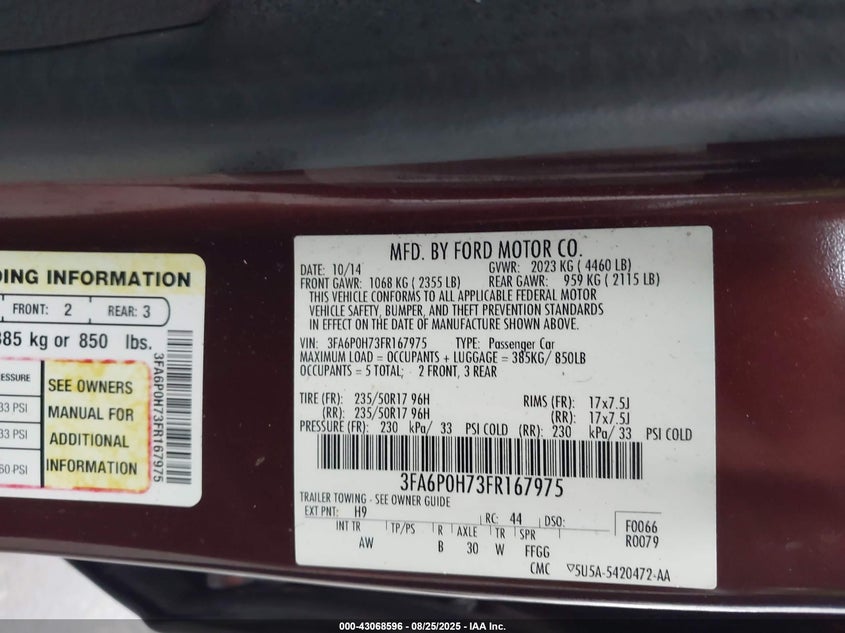 DING INFORMATION
FRONT: 2 REAR: 3
385 kg or 850 lbs.
ESSURE
33 PSI
33 PSI
60 PSI
SEE OWNERS
MANUAL FOR
ADDITIONAL
INFORMATION
3FA6P0H73FR167975
MFD. BY FORD MOTOR CO.
DATE: 10/14 GVWR: 2023 KG ( 4460 LB)
FRONT GAWR: 1068 KG ( 2355 LB) REAR GAWR: 959 KG ( 2115 LB)
THIS VEHICLE CONFORMS TO ALL APPLICABLE FEDERAL MOTOR
VEHICLE SAFETY, BUMPER, AND THEFT PREVENTION STANDARDS
IN EFFECT ON THE DATE OF MANUFACTURE SHOWN ABOVE.
VIN: 3FA6P0H73FR167975 TYPE: Passenger Car
MAXIMUM LOAD = OCCUPANTS + LUGGAGE = 385KG/ 850LB
OCCUPANTS = 5 TOTAL; 2 FRONT, 3 REAR
TIRE (FR): 235/50R17 96H RIMS (FR): 17x7.5J
(RR): 235/50R17 96H (RR): 17x7.5J
PRESSURE (FR): 230 kPa/ 33 PSI COLD (RR): 230 kPa/ 33 PSI COLD
3FA6P0H73FR167975
TRAILER TOWING - SEE OWNER GUIDE
EXT PNT: H9 RC: 44 DSO: F0066
R0079
INT TR TP/PS R AXLE TR SPR
AW B 30 W FFGG
CMC ▽5U5A-5420472-AA
000-43068596 - 08/25/2025 - IAA Inc.